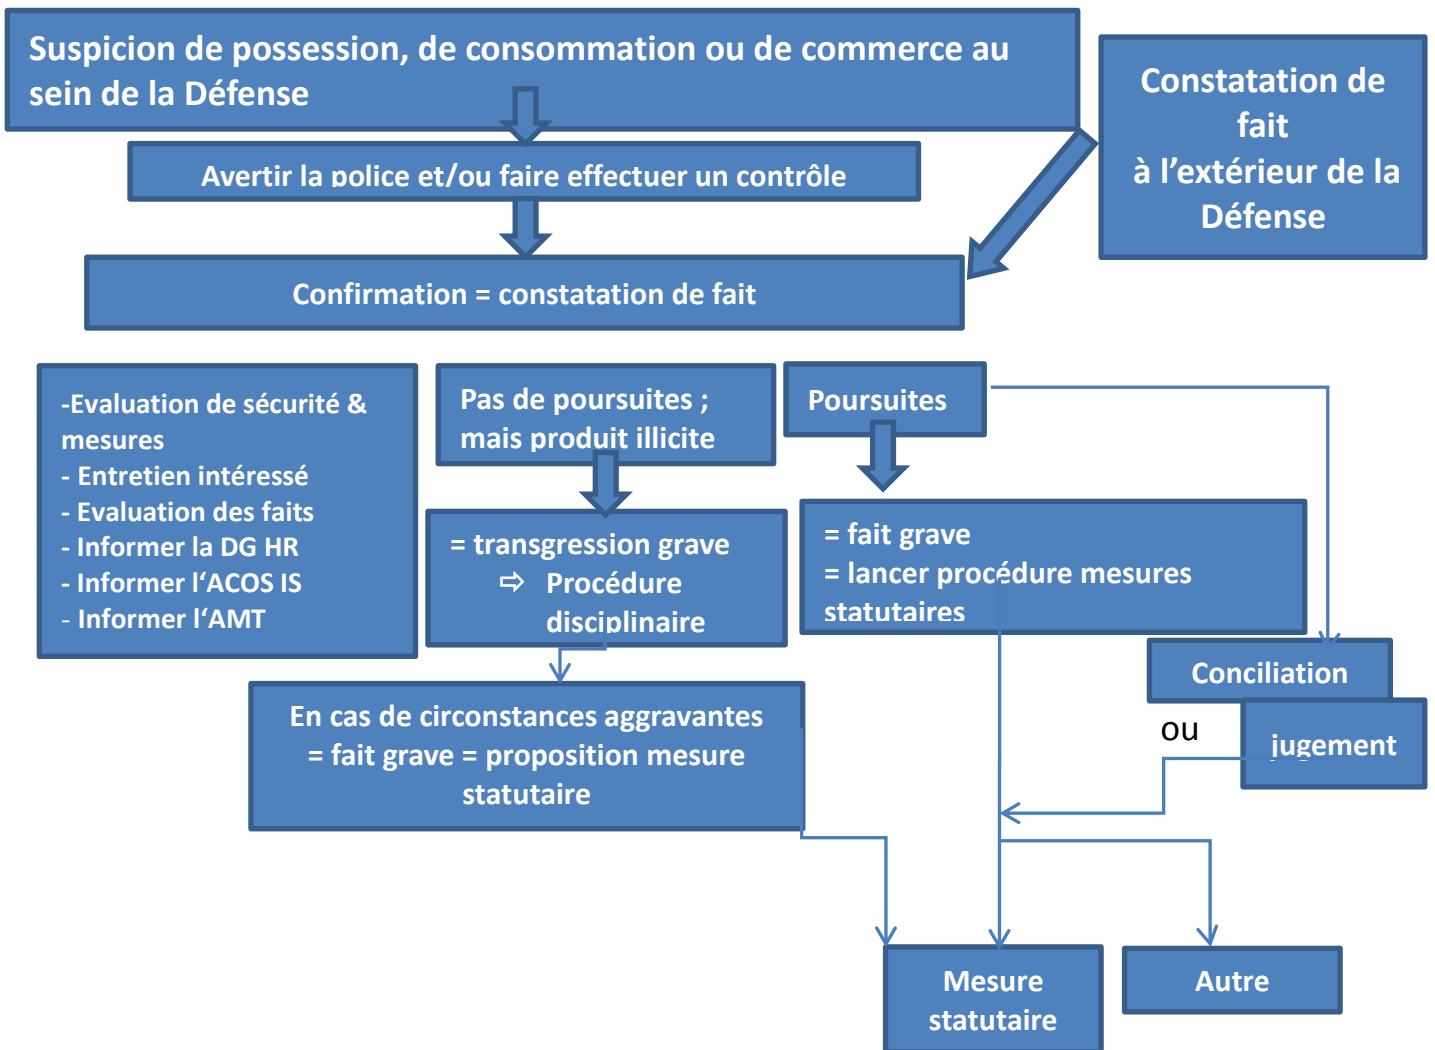 Suspicion de possession, de consommation ou de commerce au
sein de la Défense
Constatation de
fait
à l’extérieur de la
Défense
Avertir la police et/ou faire effectuer un contrôle
Confirmation = constatation de fait
-Evaluation de sécurité &
mesures
- Entretien intéressé
- Evaluation des faits
- Informer la DG HR
- Informer l‘ACOS IS
- Informer l‘AMT
Pas de poursuites ;
mais produit illicite
Poursuites
= transgression grave
⇨ Procédure
disciplinaire
= fait grave
= lancer procédure mesures
statutaires
Conciliation
ou
jugement
En cas de circonstances aggravantes
= fait grave = proposition mesure
statutaire
Mesure
statutaire
Autre